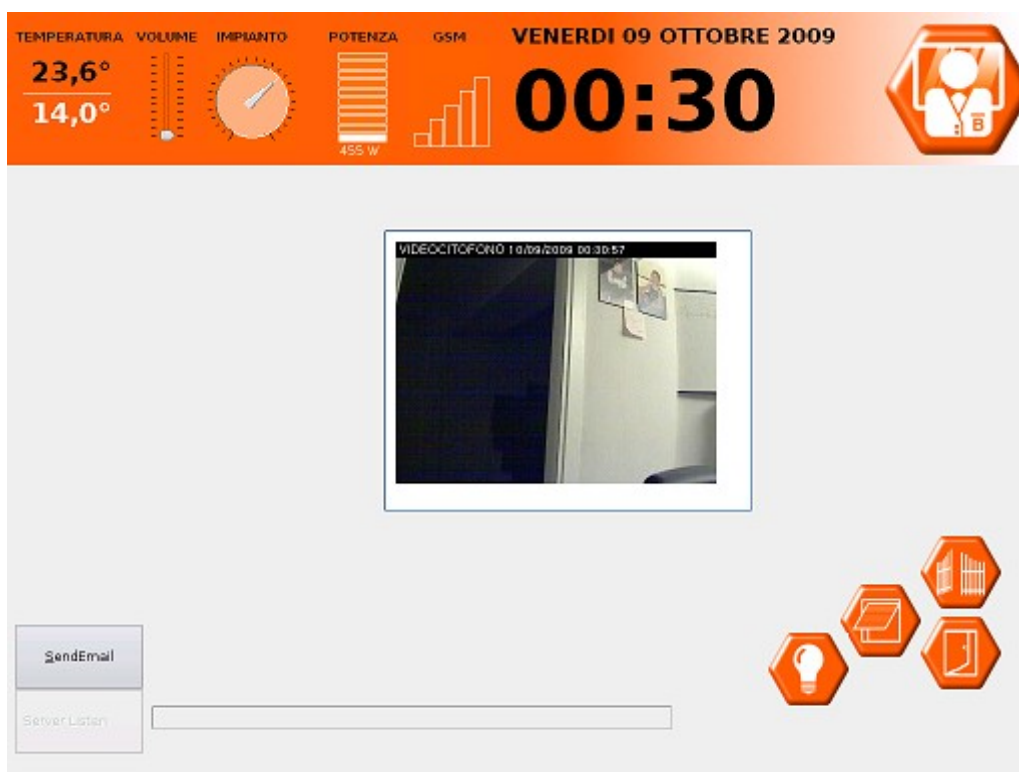 TEMPERATURA VOLUME IMPIANTO POTENZA GSM
VENERDI 09 OTTOBRE 2009
23,6°
14,0°
00:30
455 W
B
VIDEOCITOFONO 10/09/2009 00:30:57
SendEmail
Server Listen